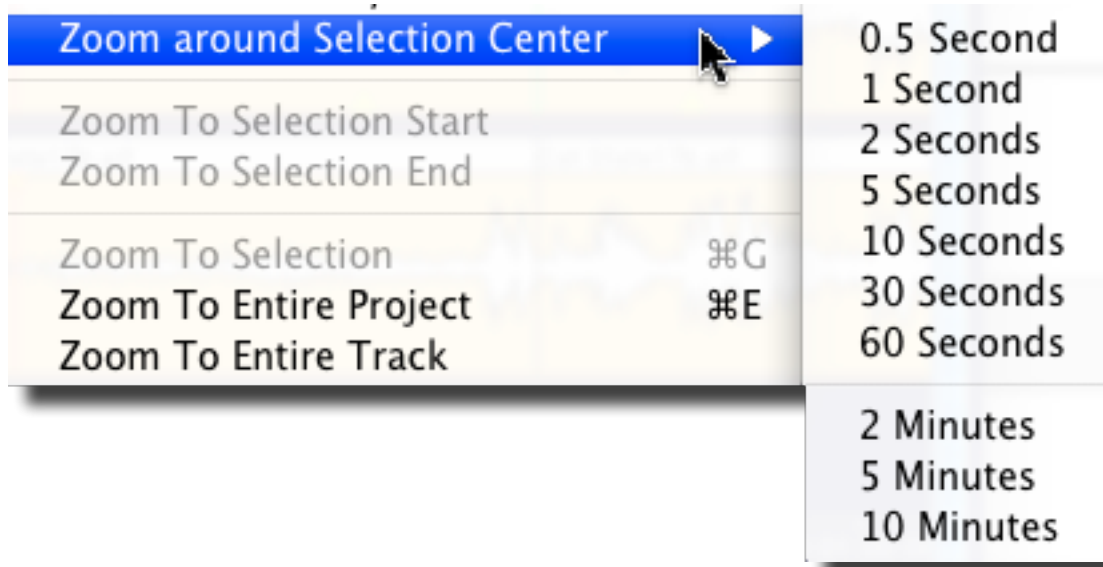 Zoom around Selection Center
Zoom To Selection Start
Zoom To Selection End
Zoom To Selection ⌘G
Zoom To Entire Project ⌘E
Zoom To Entire Track
0.5 Second
1 Second
2 Seconds
5 Seconds
10 Seconds
30 Seconds
60 Seconds
2 Minutes
5 Minutes
10 Minutes